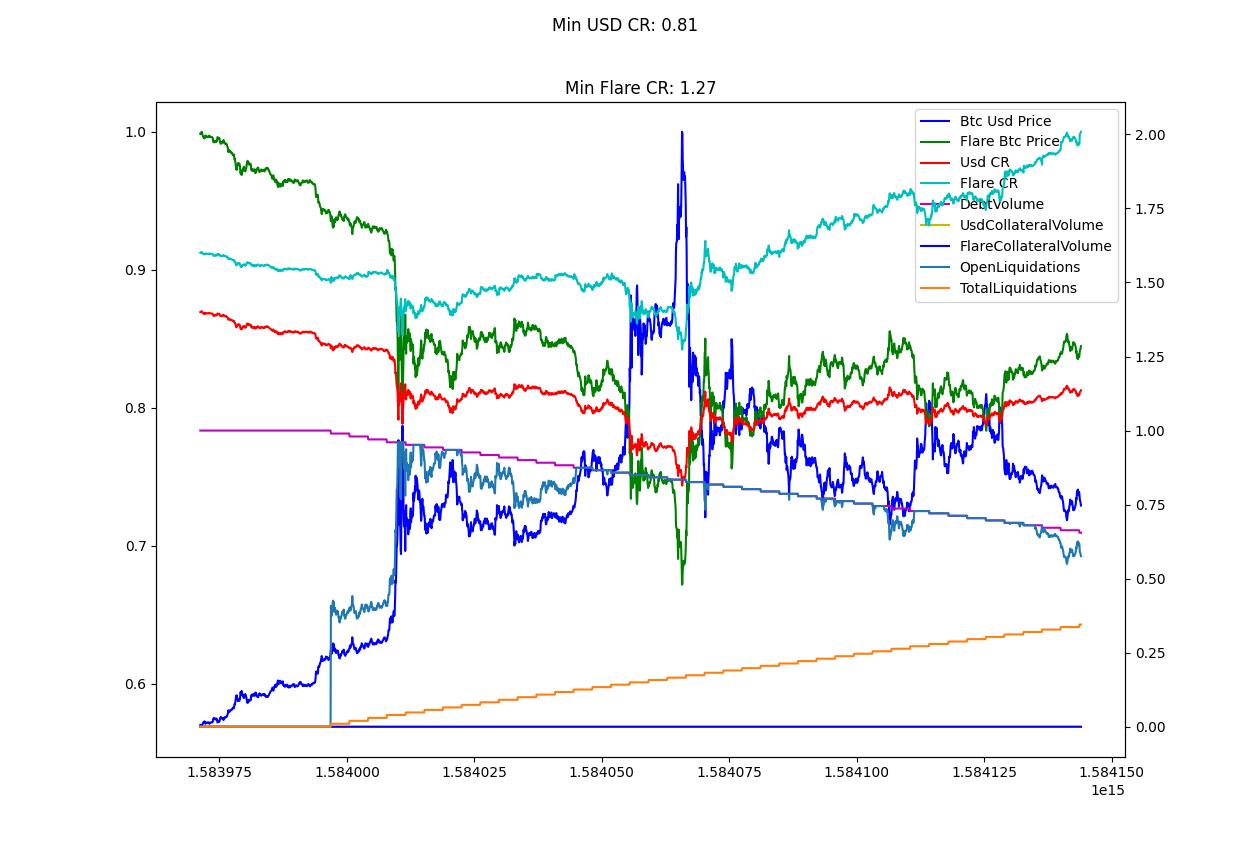 Min USD CR: 0.81
Min Flare CR: 1.27
Btc Usd Price
Flare Btc Price
Usd CR
Flare CR
DebtVolume
UsdCollateralVolume
FlareCollateralVolume
OpenLiquidations
TotalLiquidations
1.0
0.9
0.8
0.7
0.6
2.00
1.75
1.50
1.25
1.00
0.75
0.50
0.25
0.00
1.583975
1.584000
1.584025
1.584050
1.584075
1.584100
1.584125
1.584150
1e15